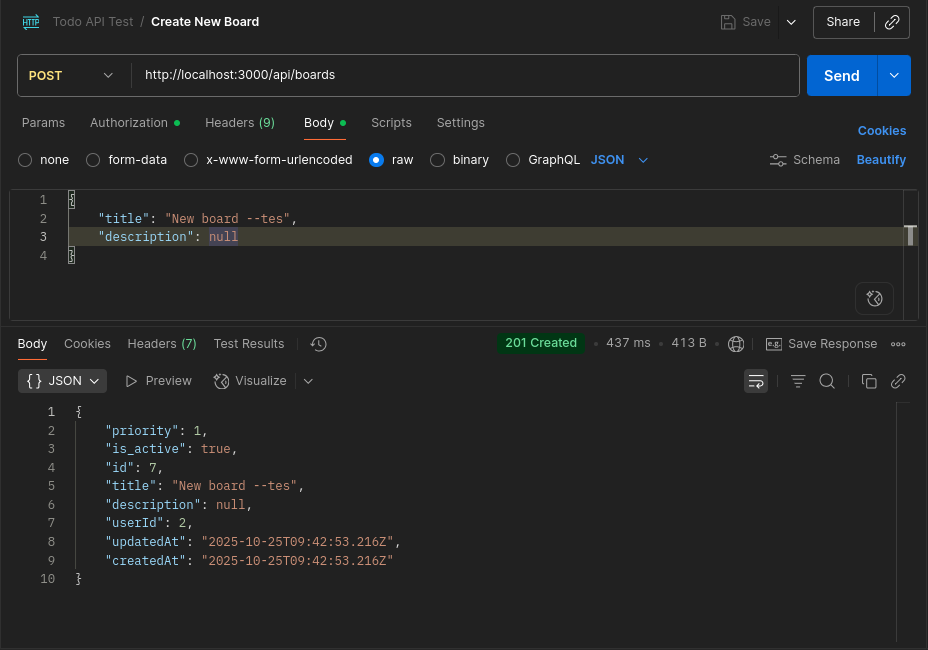 HTTP Todo API Test / Create New Board Save Share
POST http://localhost:3000/api/boards Send
Params Authorization Headers (9) Body Scripts Settings Cookies
none form-data x-www-form-urlencoded raw binary GraphQL JSON Schema Beautify
1 {
2 "title": "New board --tes",
3 "description": null
4 }
Body Cookies Headers (7) Test Results 201 Created 437 ms 413 B e.g. Save Response
{} JSON Preview Visualize
1 {
2 "priority": 1,
3 "is_active": true,
4 "id": 7,
5 "title": "New board --tes",
6 "description": null,
7 "userId": 2,
8 "updatedAt": "2025-10-25T09:42:53.216Z",
9 "createdAt": "2025-10-25T09:42:53.216Z"
10 }